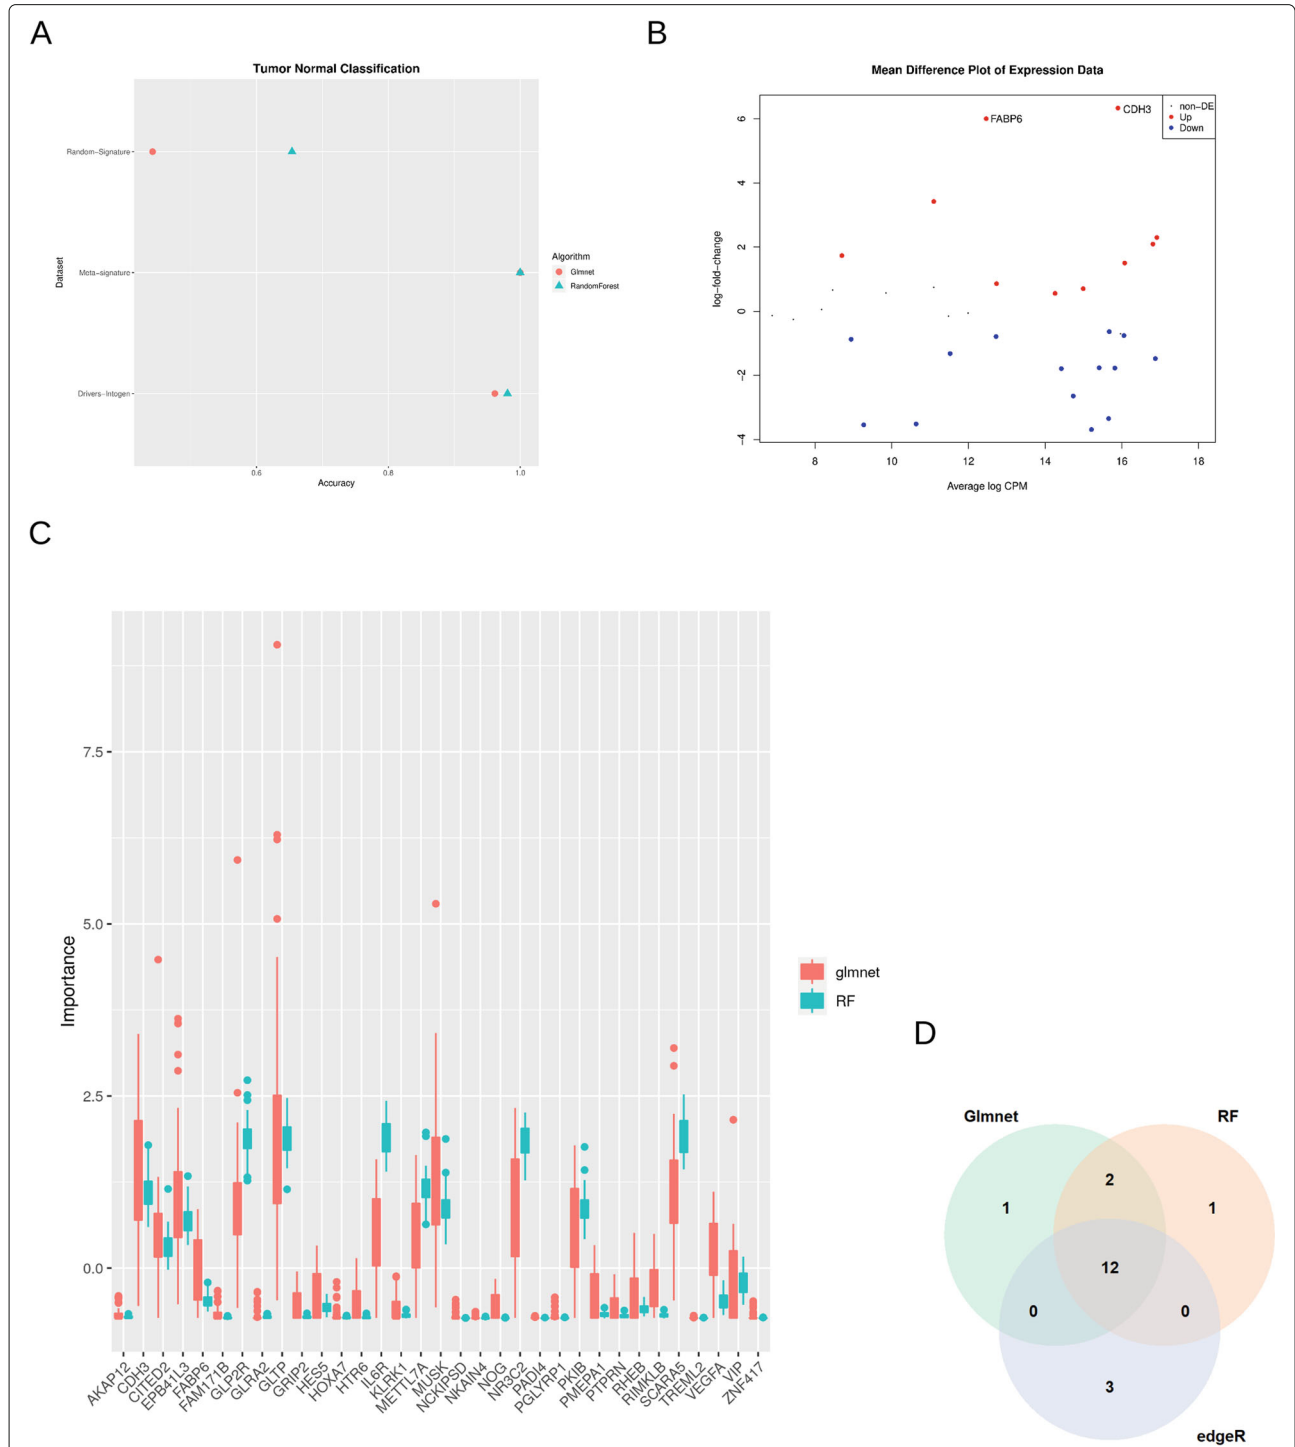 A
Tumor Normal Classification
Random-Signature
Meta-signature
Drivers-Intogen
Dataset
0.6
0.8
1.0
Accuracy
Algorithm
Glmnet
RandomForest
B
Mean Difference Plot of Expression Data
FABP6
CDH3
non-DE
Up
Down
6
4
2
0
-2
-4
log-fold-change
8
10
12
14
16
18
Average log CPM
C
7.5
5.0
2.5
0.0
Importance
AKAP12
CDH3
CITED2
EPB41L3
FABP6
FAM171B
GLP2R
GLRA2
GLTP
GRIP2
HES5
HOXA7
HTR6
IL6R
KLRK1
METTL7A
MUSK
NCKIPSD
NKAIN4
NOG
NR3C2
PADI4
PGLYRP1
PKIB
PMEPA1
PTPRN
RHEB
RIMKLB
SCARA5
TREML2
VEGFA
VIP
ZNF417
glmnet
RF
D
Glmnet
RF
2
1
1
12
0
0
3
edgeR